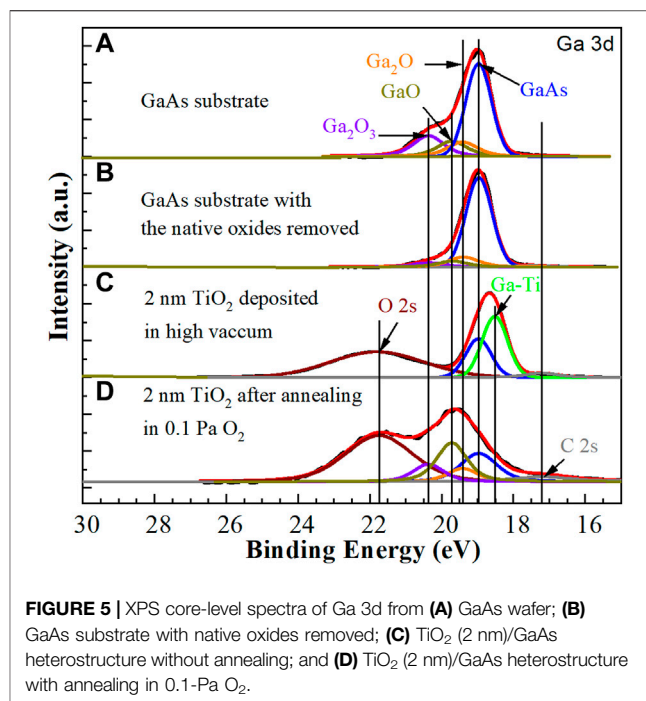 A
Ga 3d
Ga₂O
GaO
GaAs
GaAs substrate
Ga₂O₃
B
GaAs substrate with
the native oxides removed
C
2 nm TiO₂ deposited
in high vaccum
O 2s
Ga-Ti
D
2 nm TiO₂ after annealing
in 0.1 Pa O₂
C 2s
Intensity (a.u.)
30 28 26 24 22 20 18 16
Binding Energy (eV)
FIGURE 5 | XPS core-level spectra of Ga 3d from (A) GaAs wafer; (B)
GaAs substrate with native oxides removed; (C) TiO₂ (2 nm)/GaAs
heterostructure without annealing; and (D) TiO₂ (2 nm)/GaAs heterostructure
with annealing in 0.1-Pa O₂.